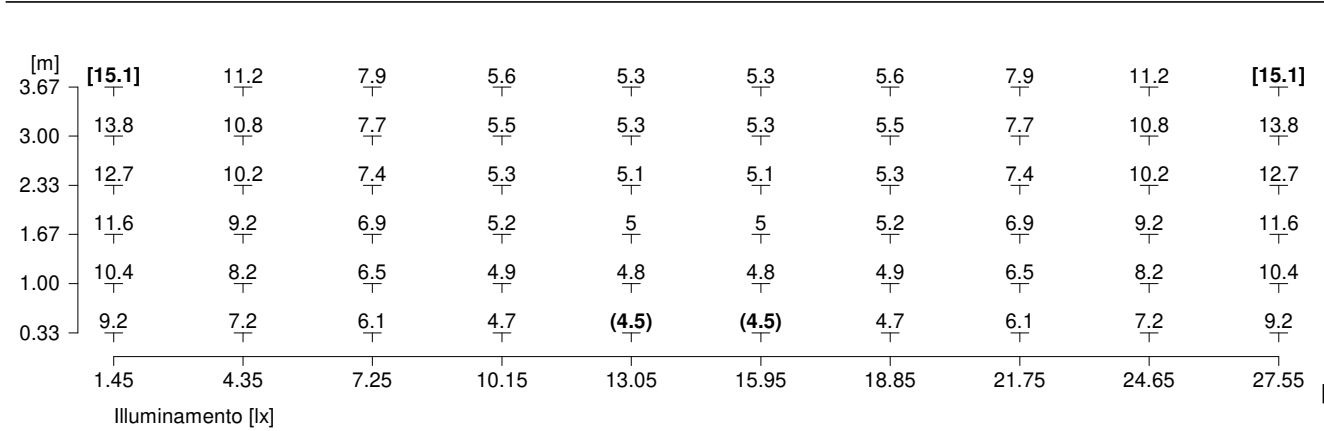 [m]
3.67 [15.1] 11.2 7.9 5.6 5.3 5.3 5.6 7.9 11.2 [15.1]
3.00 13.8 10.8 7.7 5.5 5.3 5.3 5.5 7.7 10.8 13.8
2.33 12.7 10.2 7.4 5.3 5.1 5.1 5.3 7.4 10.2 12.7
1.67 11.6 9.2 6.9 5.2 5 5 5.2 6.9 9.2 11.6
1.00 10.4 8.2 6.5 4.9 4.8 4.8 4.9 6.5 8.2 10.4
0.33 9.2 7.2 6.1 4.7 (4.5) (4.5) 4.7 6.1 7.2 9.2
1.45 4.35 7.25 10.15 13.05 15.95 18.85 21.75 24.65 27.55
Illuminamento [lx]